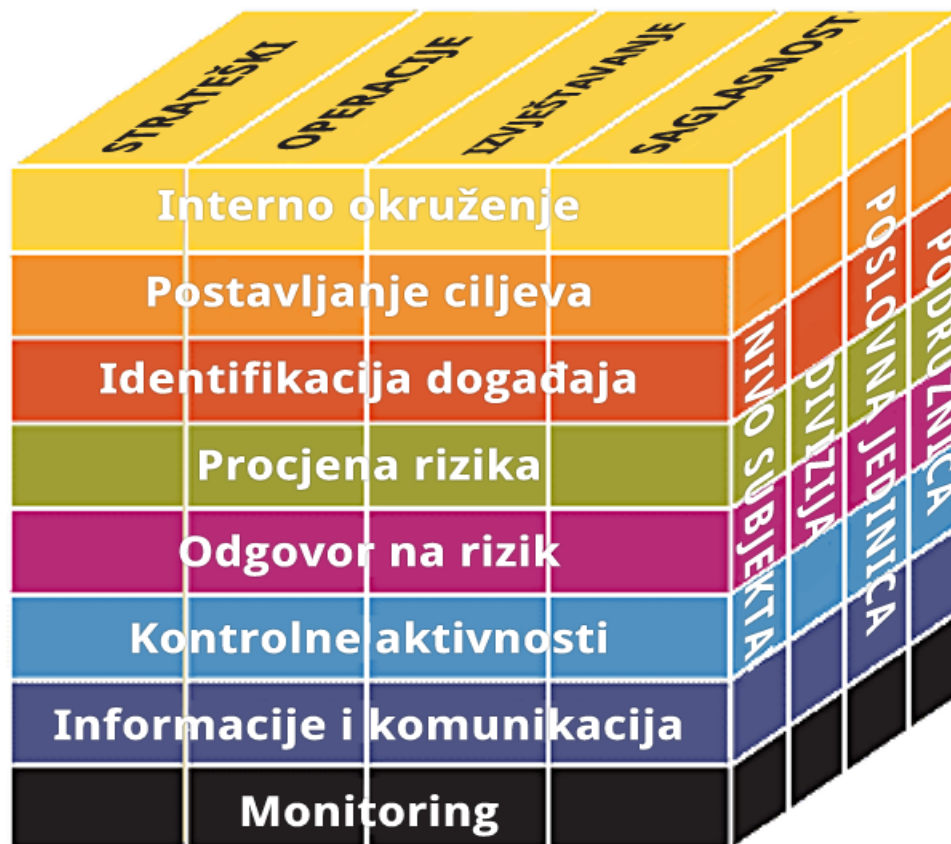 STRATEŠKI
OPERACIJE
IZVJEŠTAVANJE
SAGLASNOST
Interno okruženje
Postavljanje ciljeva
Identifikacija događaja
Procjena rizika
Odgovor na rizik
Kontrolne aktivnosti
Informacije i komunikacija
Monitoring
NIVO SUBJEKTA
DIVIZIJA
POSLOVNA JEDINICA
PODRUŽNICA